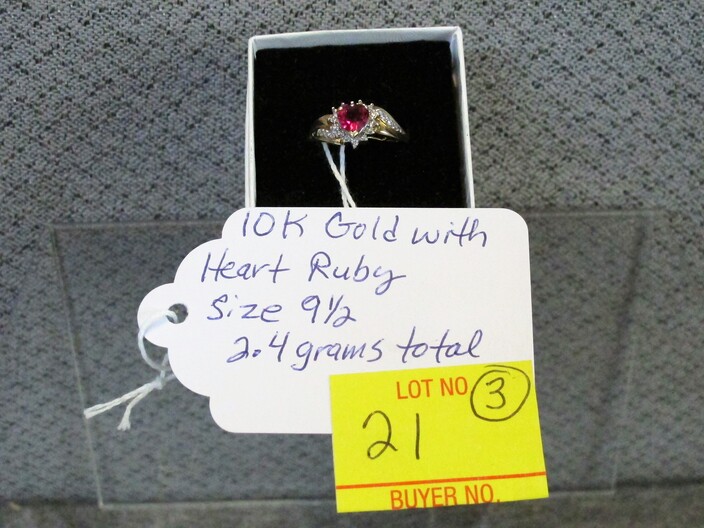 10K Gold with
Heart Ruby
Size 9½
2.4 grams total
LOT NO 3
21
BUYER NO.